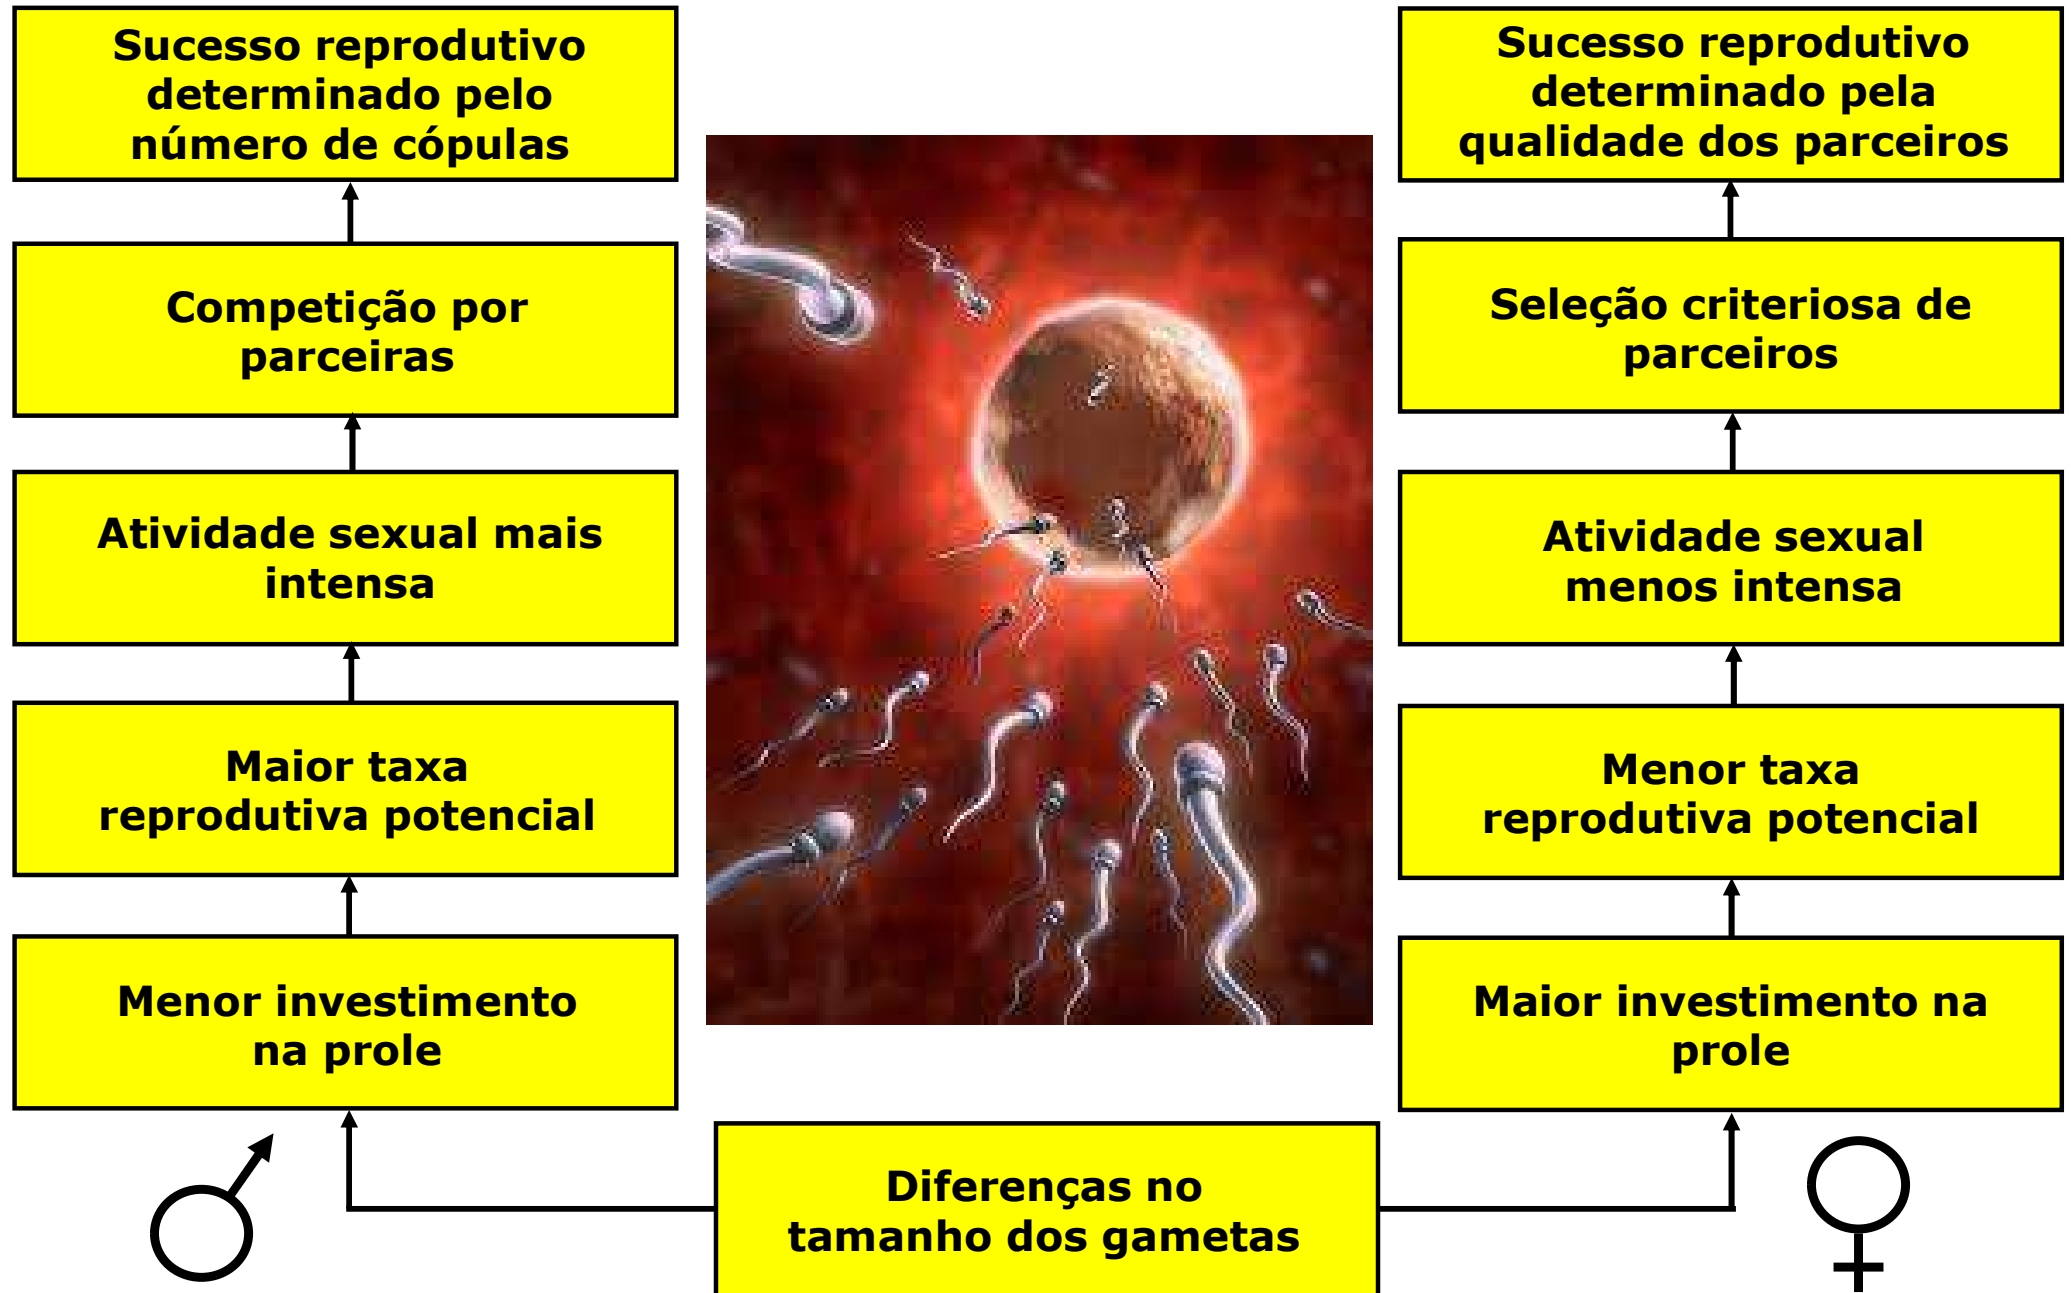 Sucesso reprodutivo
determinado pelo
número de cópulas
Competição por
parceiras
Atividade sexual mais
intensa
Maior taxa
reprodutiva potencial
Menor investimento
na prole
Sucesso reprodutivo
determinado pela
qualidade dos parceiros
Seleção criteriosa de
parceiros
Atividade sexual
menos intensa
Menor taxa
reprodutiva potencial
Maior investimento na
prole
Diferenças no
tamanho dos gametas